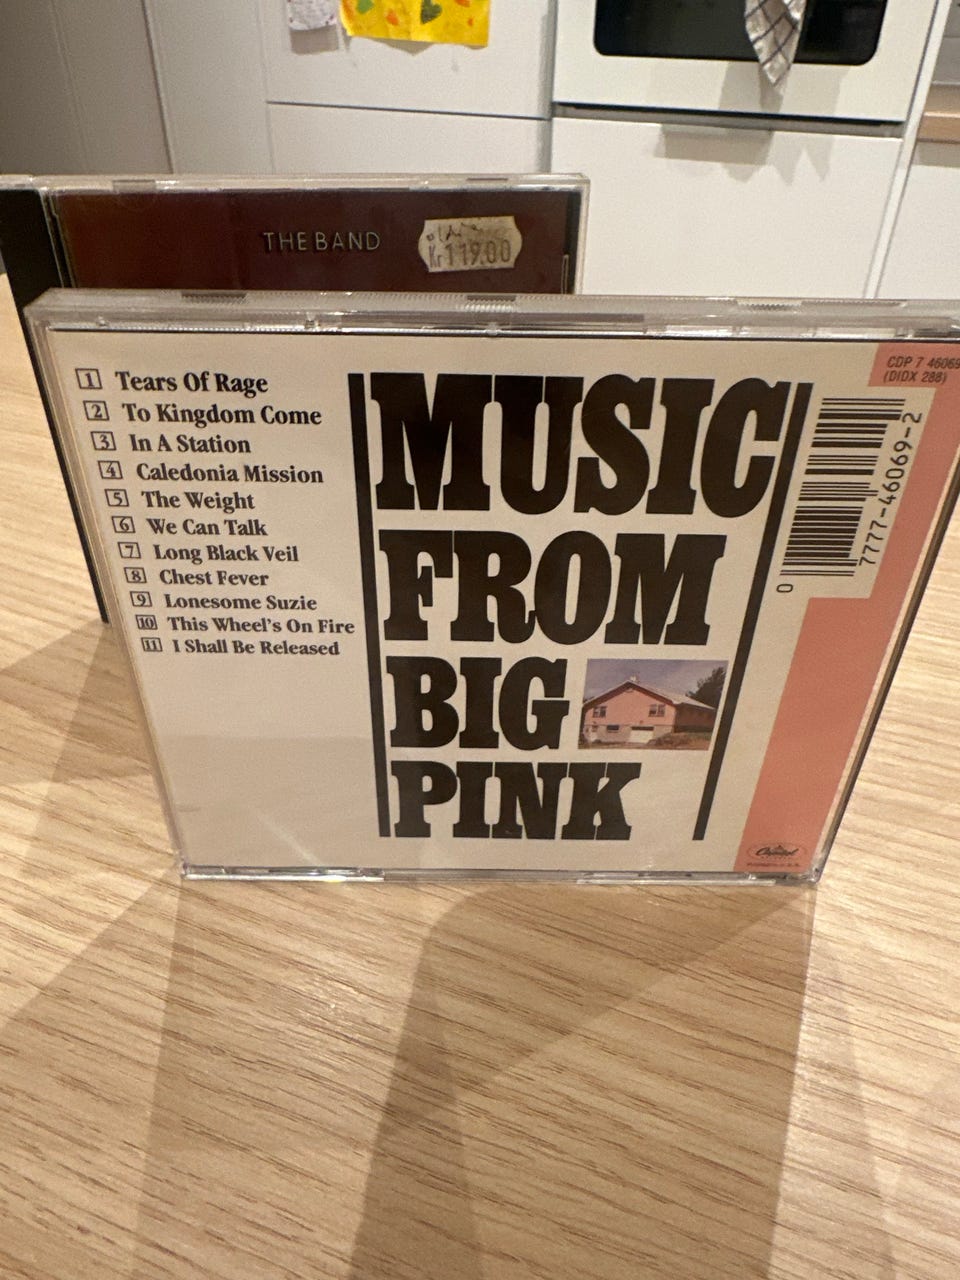 THE BAND
Kr 119.00
1 Tears Of Rage
2 To Kingdom Come
3 In A Station
4 Caledonia Mission
5 The Weight
6 We Can Talk
7 Long Black Veil
8 Chest Fever
9 Lonesome Suzie
10 This Wheel's On Fire
11 I Shall Be Released
MUSIC
FROM
BIG
PINK
CDP 7 46069
(DIDX 288)
0 7777-46069-2
Capitol